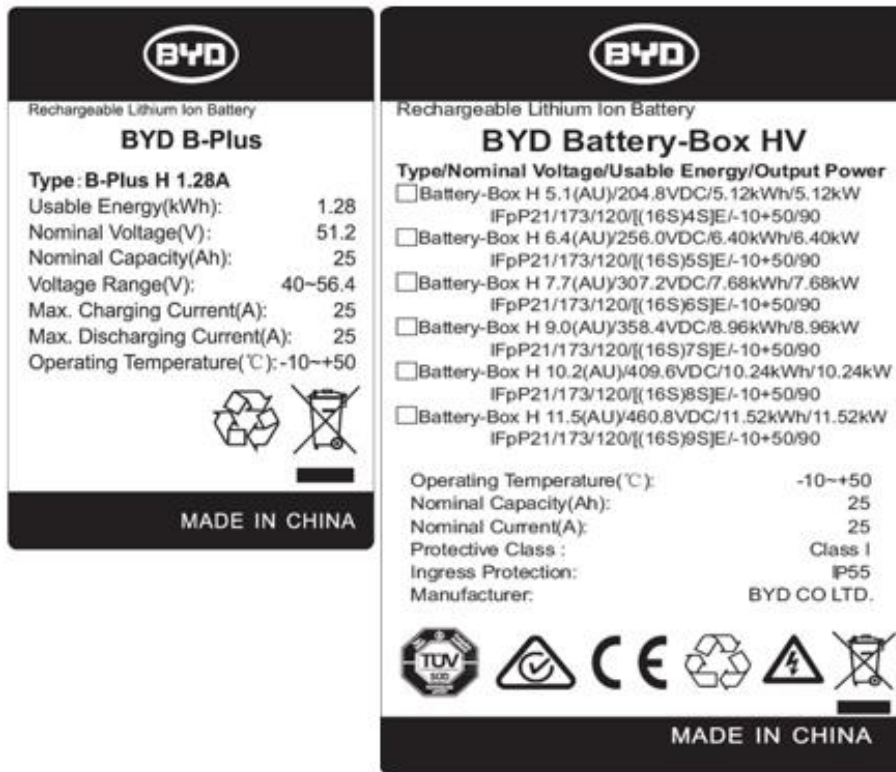 BYD
Rechargeable Lithium Ion Battery
BYD B-Plus
Type:B-Plus H 1.28A
Usable Energy(kWh): 1.28
Nominal Voltage(V): 51.2
Nominal Capacity(Ah): 25
Voltage Range(V): 40~56.4
Max. Charging Current(A): 25
Max. Discharging Current(A): 25
Operating Temperature(℃):-10~+50
MADE IN CHINA
BYD
Rechargeable Lithium Ion Battery
BYD Battery-Box HV
Type/Nominal Voltage/Usable Energy/Output Power
Battery-Box H 5.1(AU)/204.8VDC/5.12kWh/5.12kW
IFpP21/173/120/[(16S)4S]E/-10+50/90
Battery-Box H 6.4(AU)/256.0VDC/6.40kWh/6.40kW
IFpP21/173/120/[(16S)5S]E/-10+50/90
Battery-Box H 7.7(AU)/307.2VDC/7.68kWh/7.68kW
IFpP21/173/120/[(16S)6S]E/-10+50/90
Battery-Box H 9.0(AU)/358.4VDC/8.96kWh/8.96kW
IFpP21/173/120/[(16S)7S]E/-10+50/90
Battery-Box H 10.2(AU)/409.6VDC/10.24kWh/10.24kW
IFpP21/173/120/[(16S)8S]E/-10+50/90
Battery-Box H 11.5(AU)/460.8VDC/11.52kWh/11.52kW
IFpP21/173/120/[(16S)9S]E/-10+50/90
Operating Temperature(℃): -10~+50
Nominal Capacity(Ah): 25
Nominal Current(A): 25
Protective Class : Class I
Ingress Protection: IP55
Manufacturer: BYD CO LTD.
TÜV
SÜD
CE
MADE IN CHINA